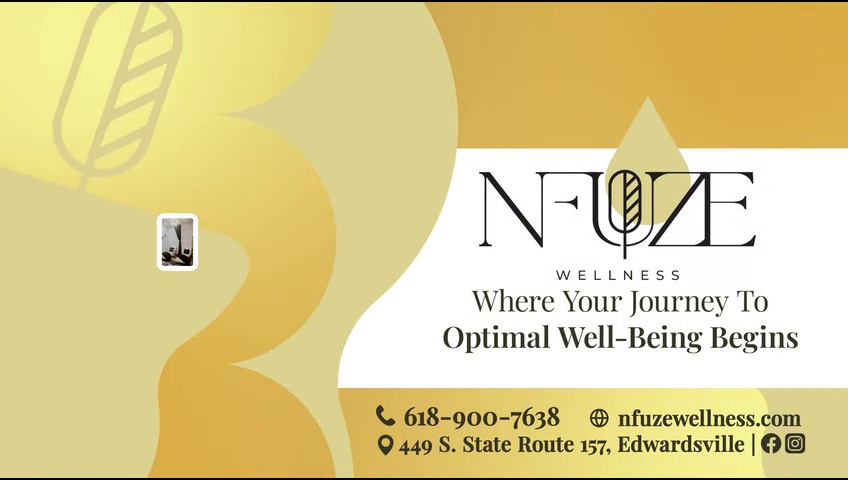 NFUZE
WELLNESS
Where Your Journey To
Optimal Well-Being Begins
618-900-7638 nfuzewellness.com
449 S. State Route 157, Edwardsville |